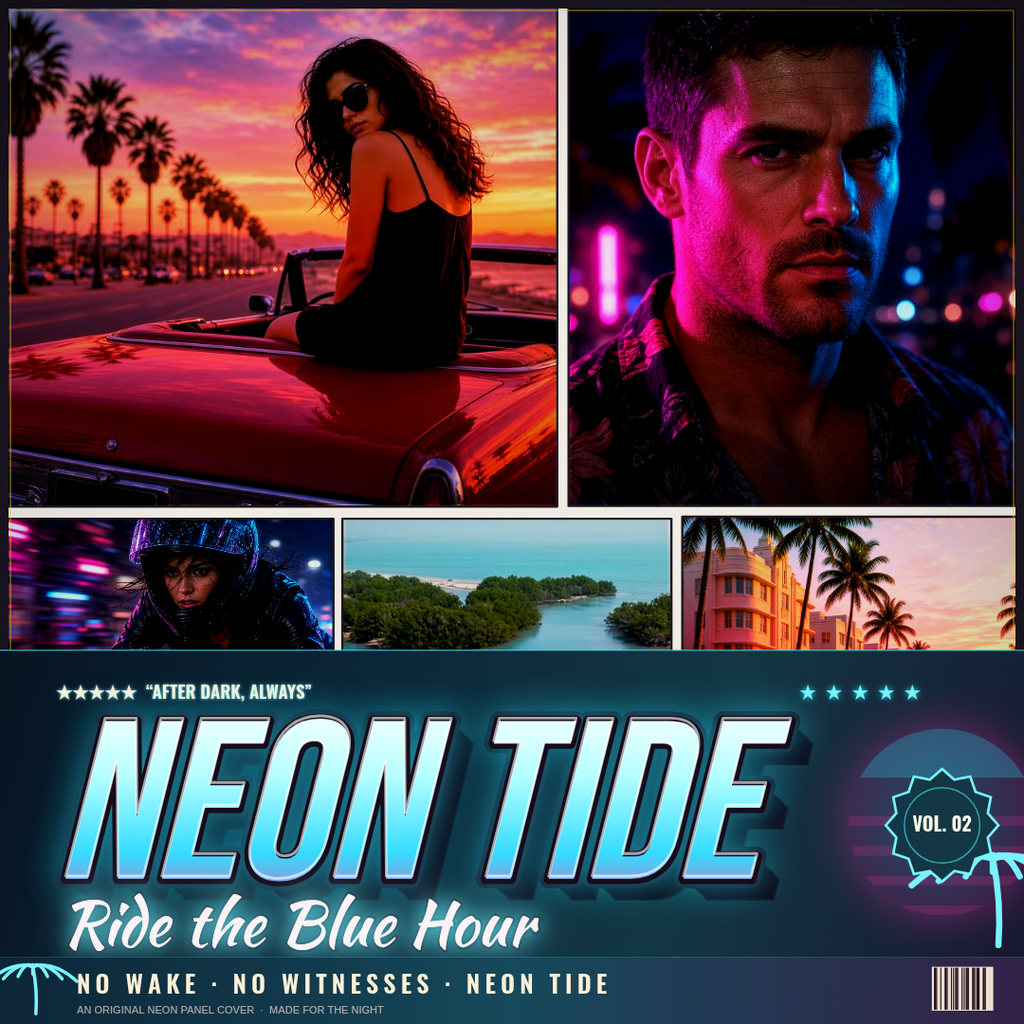 ★★★★★ “AFTER DARK, ALWAYS”
★ ★ ★ ★ ★
NEON TIDE
VOL. 02
Ride the Blue Hour
NO WAKE · NO WITNESSES · NEON TIDE
AN ORIGINAL NEON PANEL COVER · MADE FOR THE NIGHT